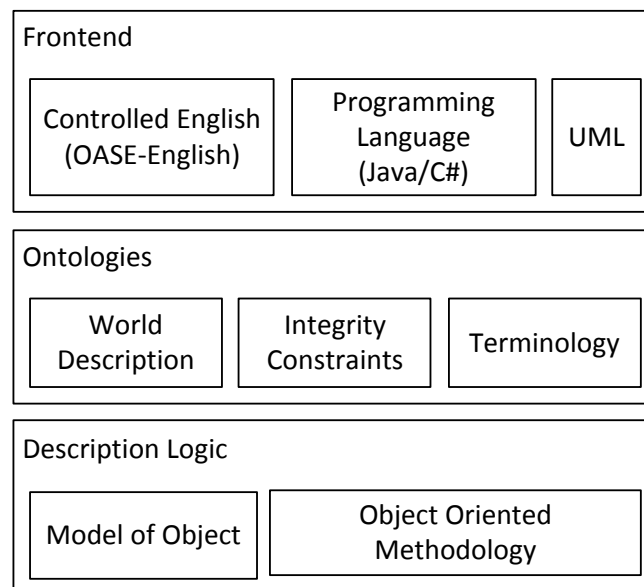 Frontend
Controlled English
(OASE-English)
Programming
Language
(Java/C#)
UML
Ontologies
World
Description
Integrity
Constraints
Terminology
Description Logic
Model of Object
Object Oriented
Methodology